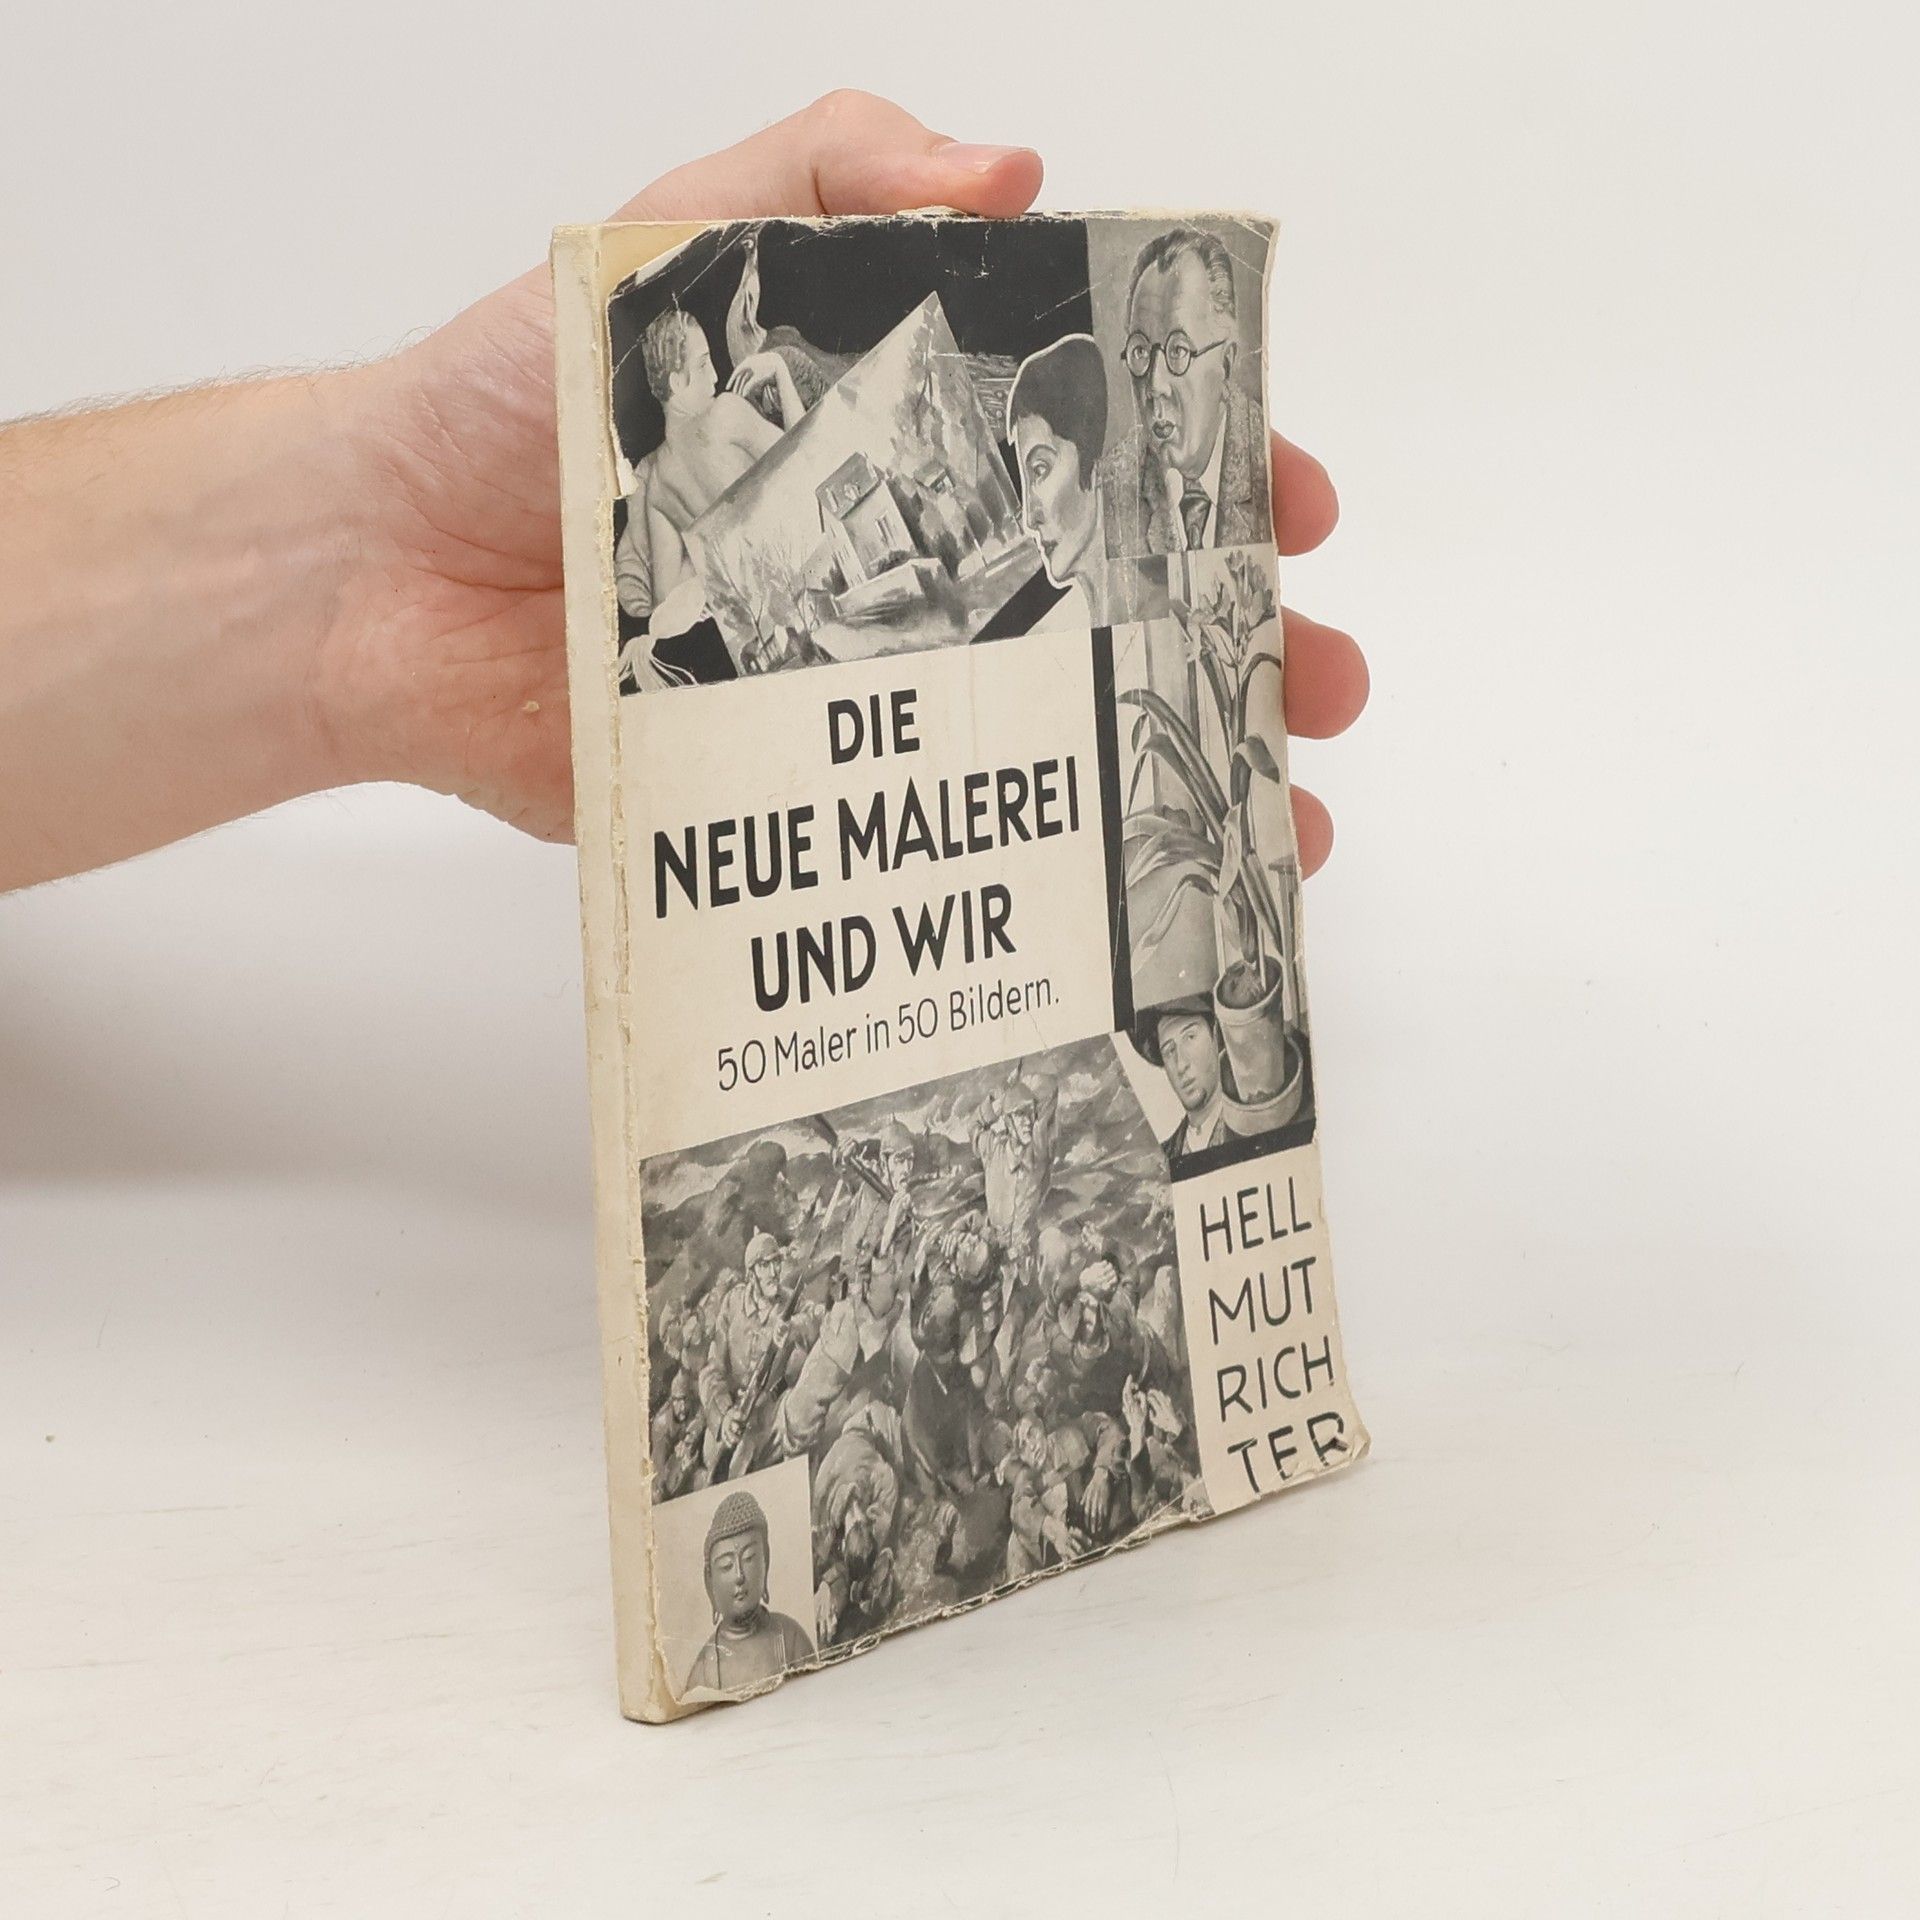 DIE
NEUE MALEREI
UND WIR
50 Maler in 50 Bildern.
HELL
MUT
RICH
TER